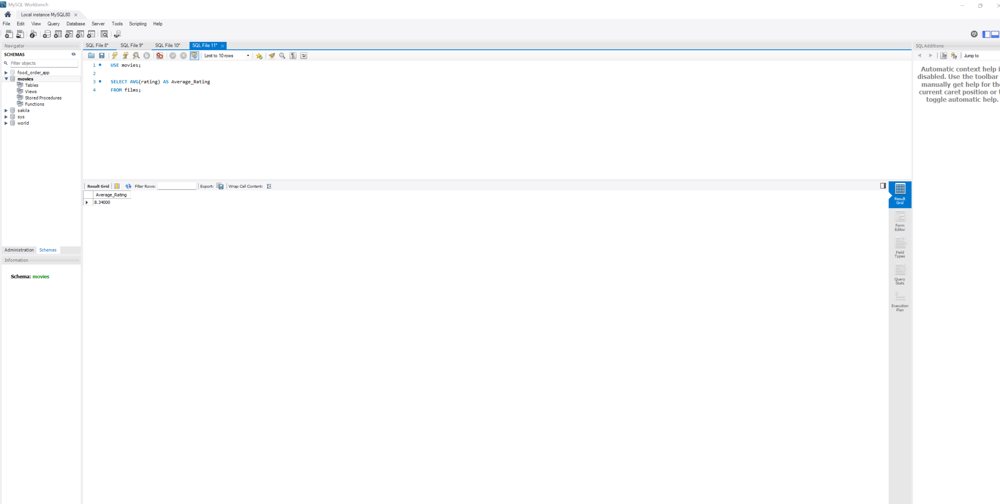 MySQL Workbench
Local instance MySQL80
File Edit View Query Database Server Tools Scripting Help
Navigator
SCHEMAS
Filter objects
food_order_app
movies
Tables
Views
Stored Procedures
Functions
sakila
sys
world
Administration Schemas
Information
Schema: movies
SQL File 8* SQL File 9* SQL File 10* SQL File 11*
Limit to 10 rows
1 USE movies;
2
3 SELECT AVG(rating) AS Average_Rating
4 FROM films;
Result Grid Filter Rows: Export: Wrap Cell Content:
Average_Rating
8.34000
Result
Grid
Form
Editor
Field
Types
Query
Stats
Execution
Plan
SQLAdditions
Jump to
Automatic context help i
disabled. Use the toolbar
manually get help for the
current caret position or t
toggle automatic help.